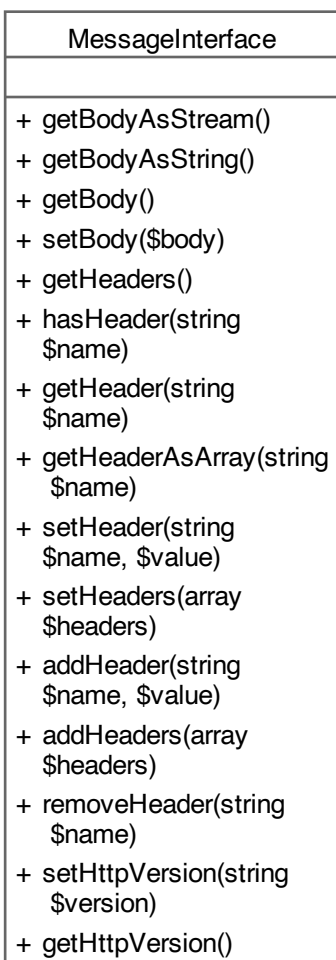 MessageInterface
+ getBodyAsStream()
+ getBodyAsString()
+ getBody()
+ setBody($body)
+ getHeaders()
+ hasHeader(string
$name)
+ getHeader(string
$name)
+ getHeaderAsArray(string
$name)
+ setHeader(string
$name, $value)
+ setHeaders(array
$headers)
+ addHeader(string
$name, $value)
+ addHeaders(array
$headers)
+ removeHeader(string
$name)
+ setHttpVersion(string
$version)
+ getHttpVersion()